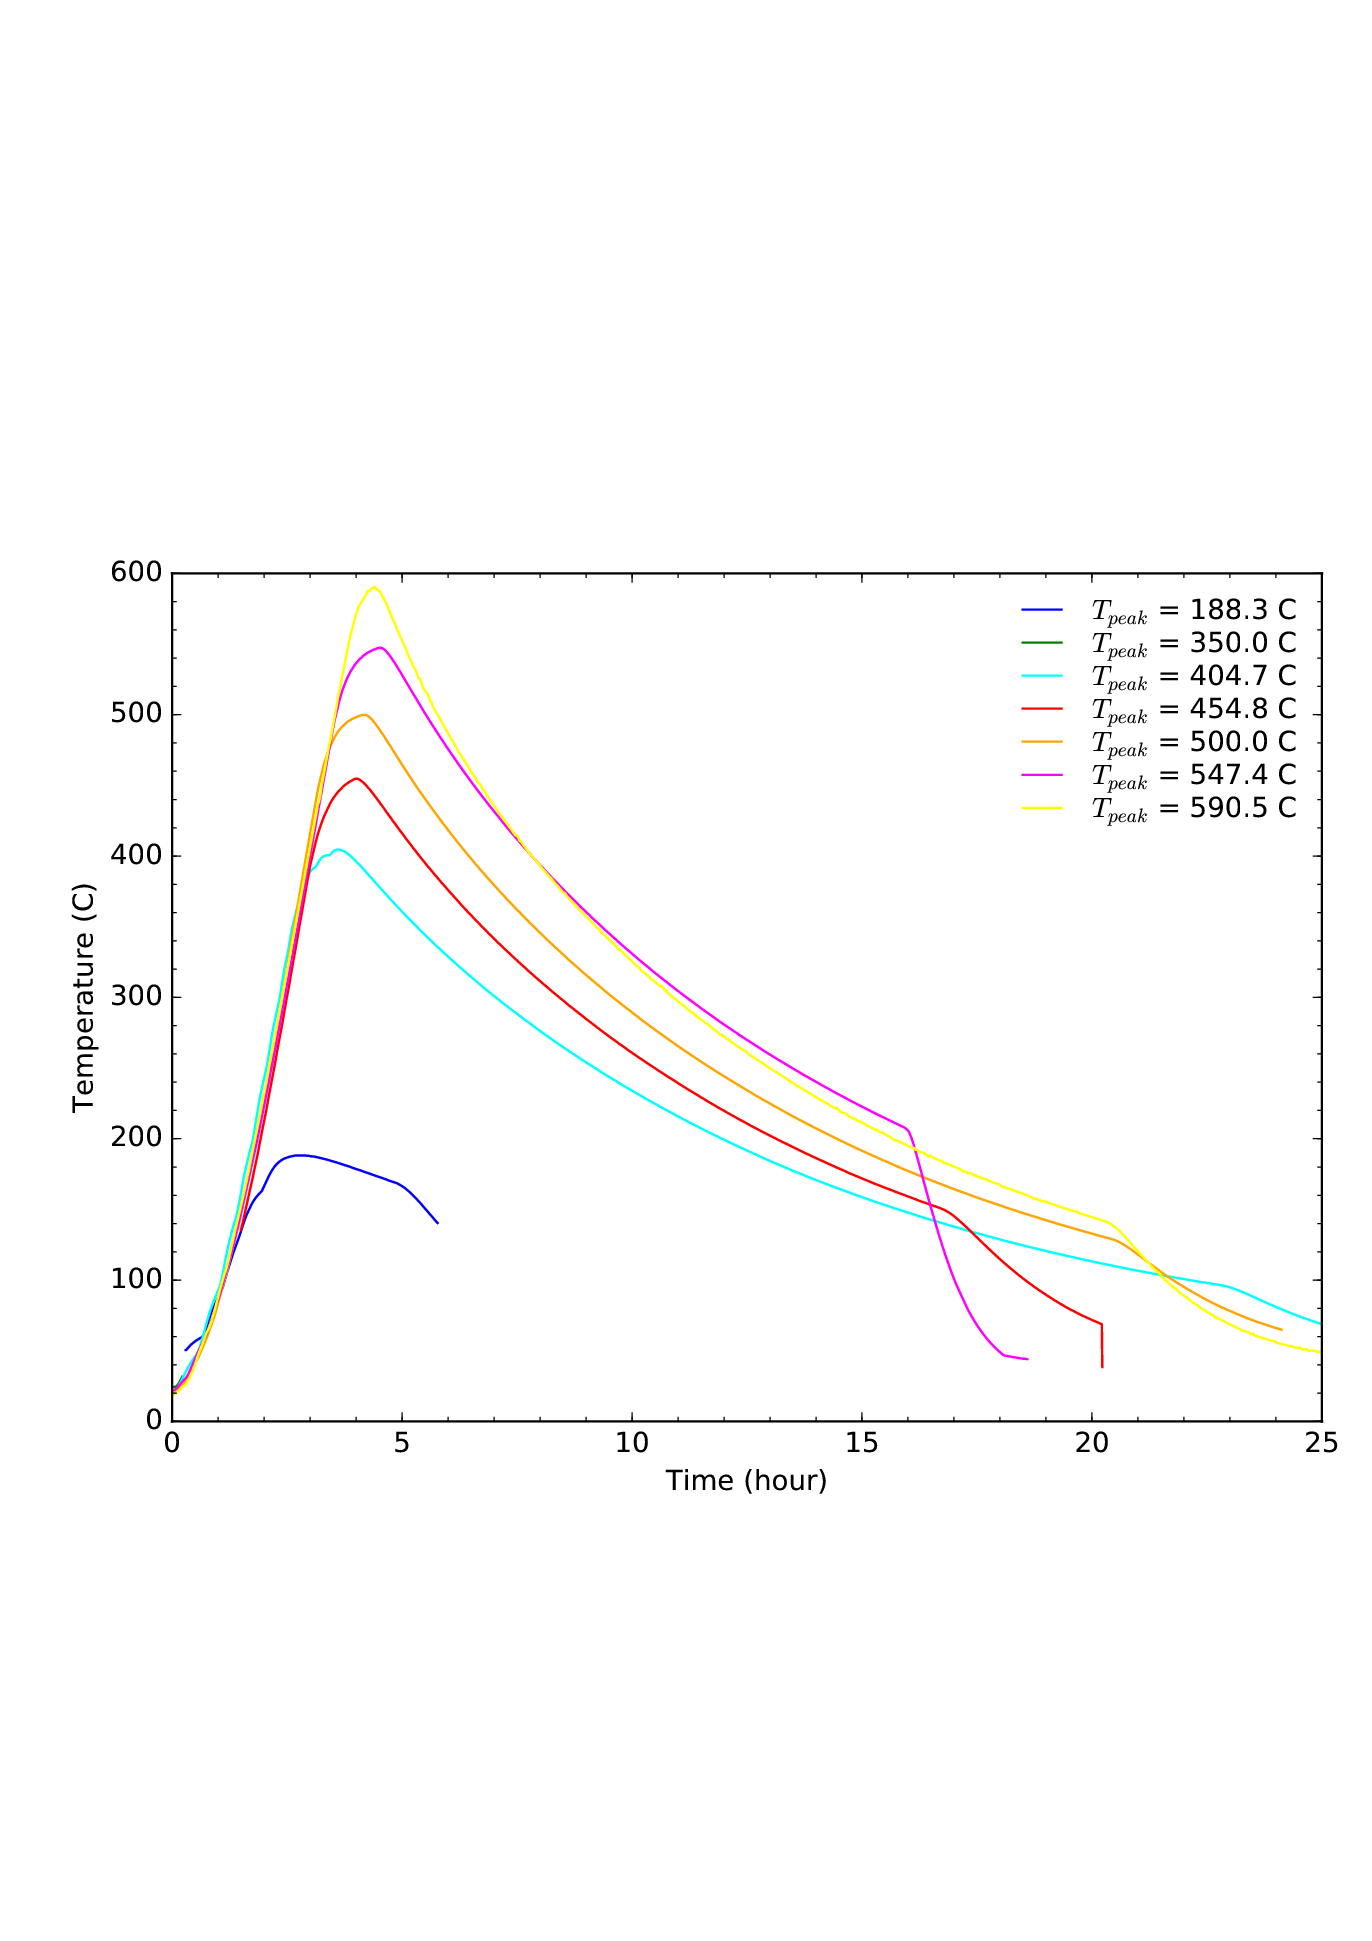 600
500
400
300
200
100
0
Temperature (C)
T_peak = 188.3 C
T_peak = 350.0 C
T_peak = 404.7 C
T_peak = 454.8 C
T_peak = 500.0 C
T_peak = 547.4 C
T_peak = 590.5 C
0 5 10 15 20 25
Time (hour)